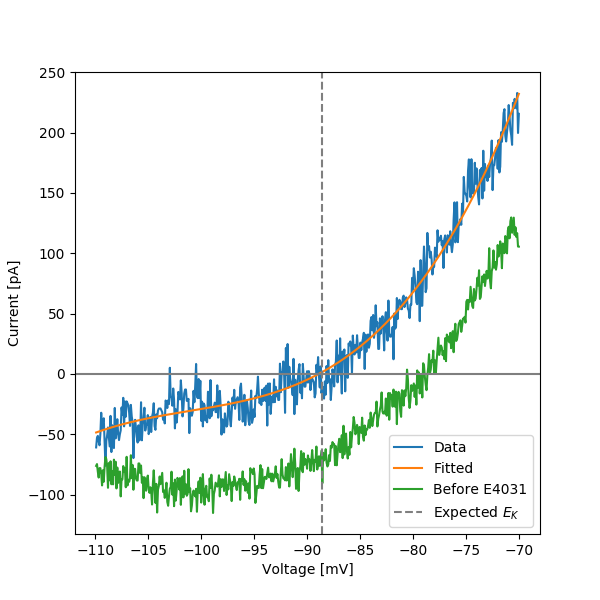 250
200
150
100
50
0
−50
−100
Current [pA]
−110 −105 −100 −95 −90 −85 −80 −75 −70
Voltage [mV]
Data
Fitted
Before E4031
Expected E_K